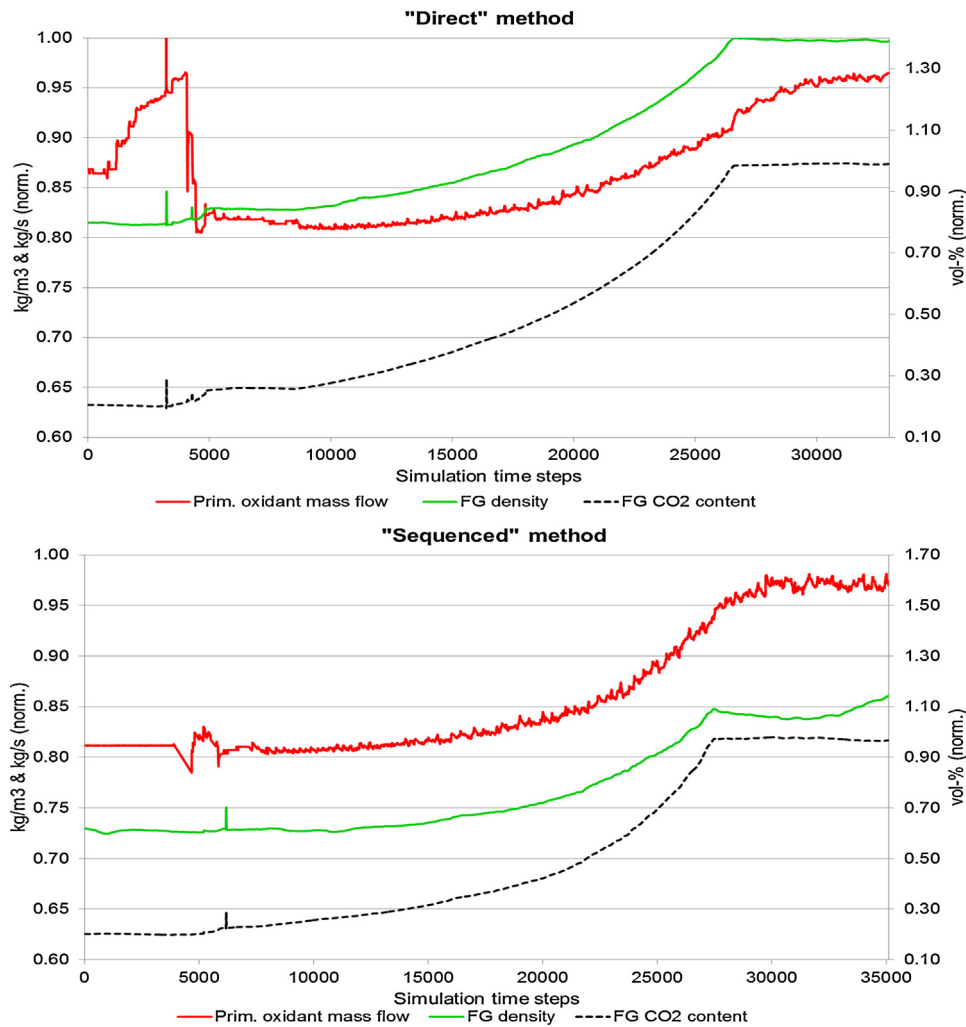 "Direct" method
1.00
0.95
0.90
0.85
0.80
0.75
0.70
0.65
0.60
kg/m3 & kg/s (norm.)
1.30
1.10
0.90
0.70
0.50
0.30
0.10
vol-% (norm.)
0 5000 10000 15000 20000 25000 30000
Simulation time steps
Prim. oxidant mass flow FG density FG CO2 content
"Sequenced" method
1.00
0.95
0.90
0.85
0.80
0.75
0.70
0.65
0.60
kg/m3 & kg/s (norm.)
1.70
1.50
1.30
1.10
0.90
0.70
0.50
0.30
0.10
vol-% (norm.)
0 5000 10000 15000 20000 25000 30000 35000
Simulation time steps
Prim. oxidant mass flow FG density FG CO2 content